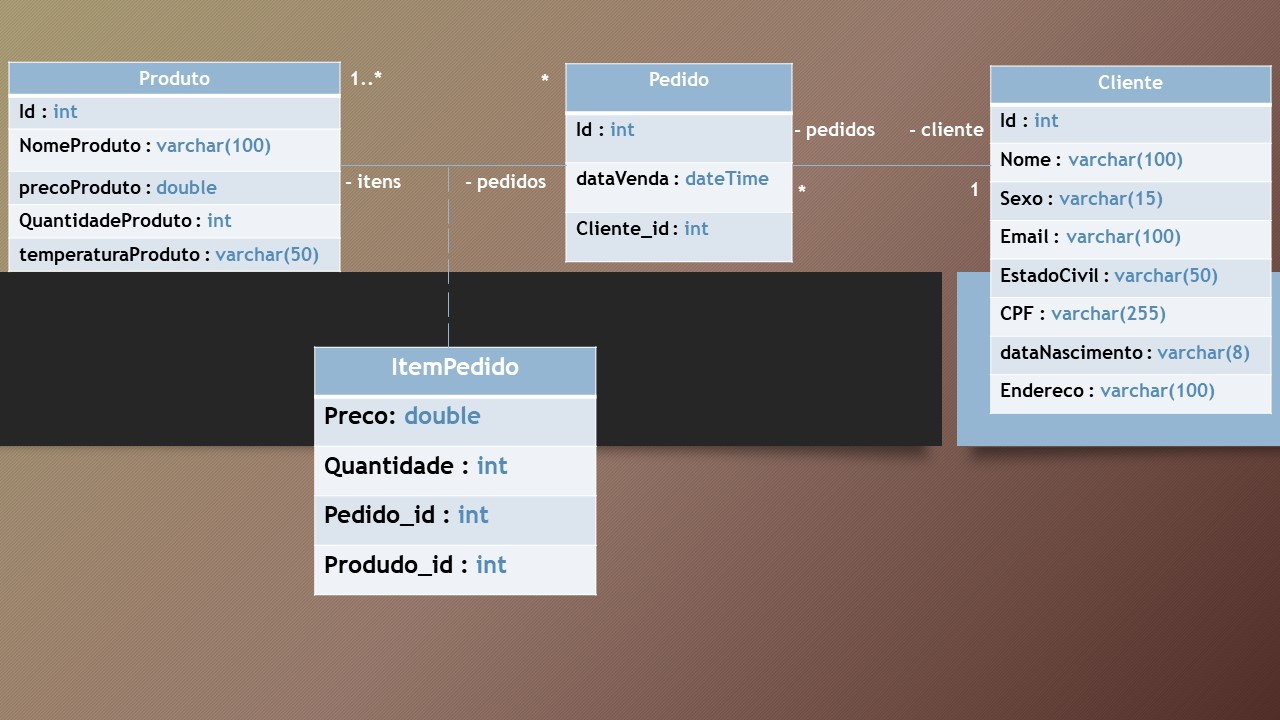 Produto
Id : int
NomeProduto : varchar(100)
precoProduto : double
QuantidadeProduto : int
temperaturaProduto : varchar(50)
1..*
*
- itens
- pedidos
Pedido
Id : int
dataVenda : dateTime
Cliente_id : int
- pedidos
- cliente
*
1
Cliente
Id : int
Nome : varchar(100)
Sexo : varchar(15)
Email : varchar(100)
EstadoCivil : varchar(50)
CPF : varchar(255)
dataNascimento : varchar(8)
Endereco : varchar(100)
ItemPedido
Preco: double
Quantidade : int
Pedido_id : int
Produdo_id : int